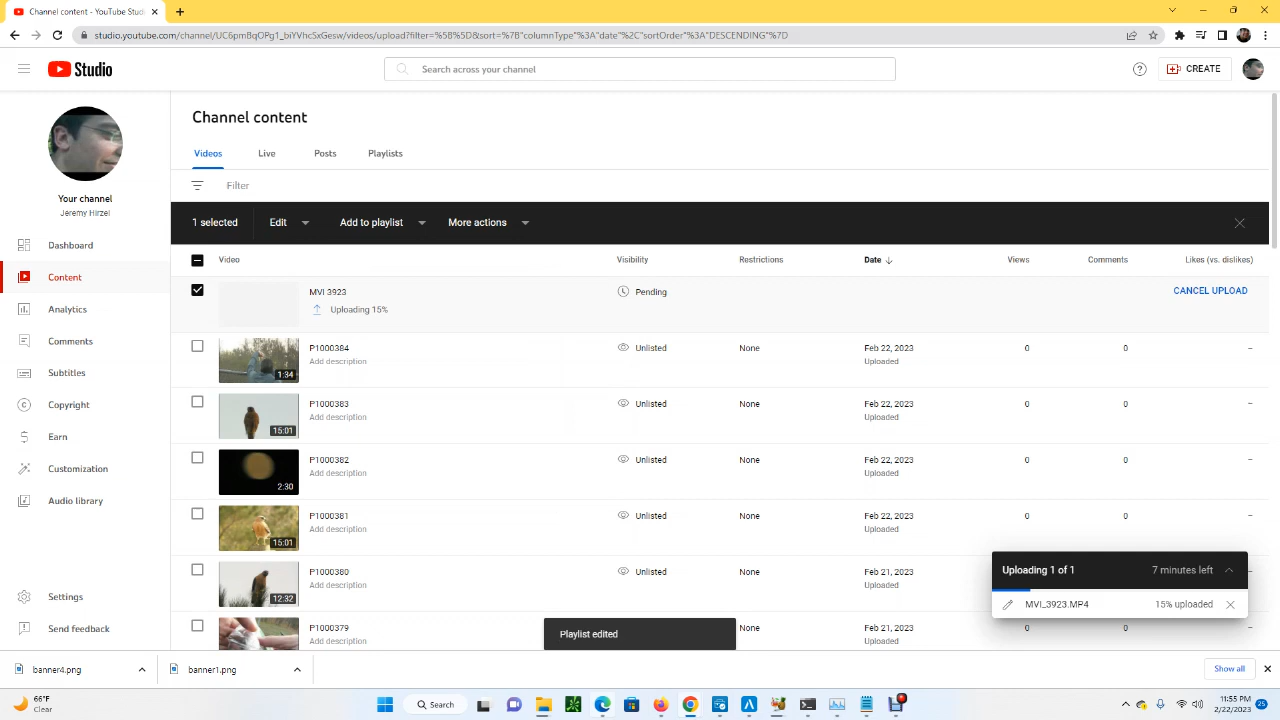 Content - YouTube Studi
studio.youtube.com/channel/UC6pmBqOPg1_biYVhcSxGesw/videos/upload?filter=%5B%5D&sort=%7B"columnType"%3A"date"%2C"sortOrder"%3A"DESCENDING"%7D
Studio
Search across your channel
CREATE
Your channel
Jeremy Hirzel
Dashboard
Content
Analytics
Comments
Subtitles
Copyright
Earn
Customization
Audio library
Settings
Send feedback
Channel content
Videos Live Posts Playlists
Filter
1 selected Edit Add to playlist More actions
Video Visibility Restrictions Date Views Comments Likes (vs. dislikes)
MVI 3923 Pending CANCEL UPLOAD
Uploading 15%
P1000384 Unlisted None Feb 22, 2023 0 0 –
1:34 Add description Uploaded
P1000383 Unlisted None Feb 22, 2023 0 0 –
15:01 Add description Uploaded
P1000382 Unlisted None Feb 22, 2023 0 0 –
2:30 Add description Uploaded
P1000381 Unlisted None Feb 22, 2023 0 0 –
15:01 Add description Uploaded
P1000380 Unlisted None Feb 21, 2023 –
12:32 Add description Uploaded
P1000379 None Feb 21, 2023 0 0 –
Add description Uploaded
Uploading 1 of 1 7 minutes left
MVI_3923.MP4 15% uploaded
Playlist edited
banner4.png banner1.png Show all
66°F
Clear
Search
11:55 PM
2/22/2023